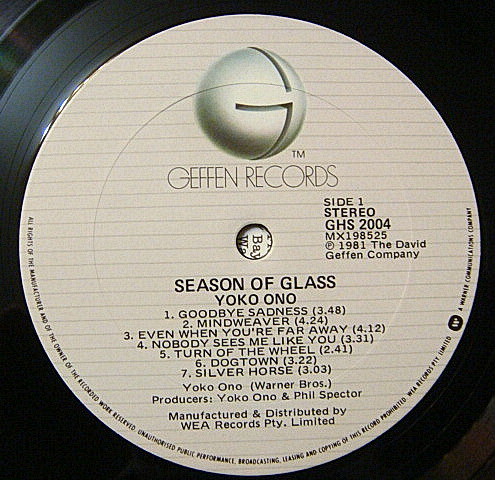 G
TM
GEFFEN RECORDS
SIDE 1
STEREO
GHS 2004
MX198525
℗ 1981 The David
Geffen Company
SEASON OF GLASS
YOKO ONO
1. GOODBYE SADNESS (3.48)
2. MINDWEAVER (4.24)
3. EVEN WHEN YOU'RE FAR AWAY (4.12)
4. NOBODY SEES ME LIKE YOU (3.31)
5. TURN OF THE WHEEL (2.41)
6. DOGTOWN (3.22)
7. SILVER HORSE (3.03)
Yoko Ono (Warner Bros.)
Producers: Yoko Ono & Phil Spector
Manufactured & Distributed by
WEA Records Pty. Limited
ALL RIGHTS OF THE MANUFACTURER AND OF THE OWNER OF THE RECORDED WORK RESERVED. UNAUTHORISED PUBLIC PERFORMANCE, BROADCASTING, LEASING AND COPYING OF THIS RECORD PROHIBITED. WEA RECORDS PTY. LIMITED
A WARNER COMMUNICATIONS COMPANY